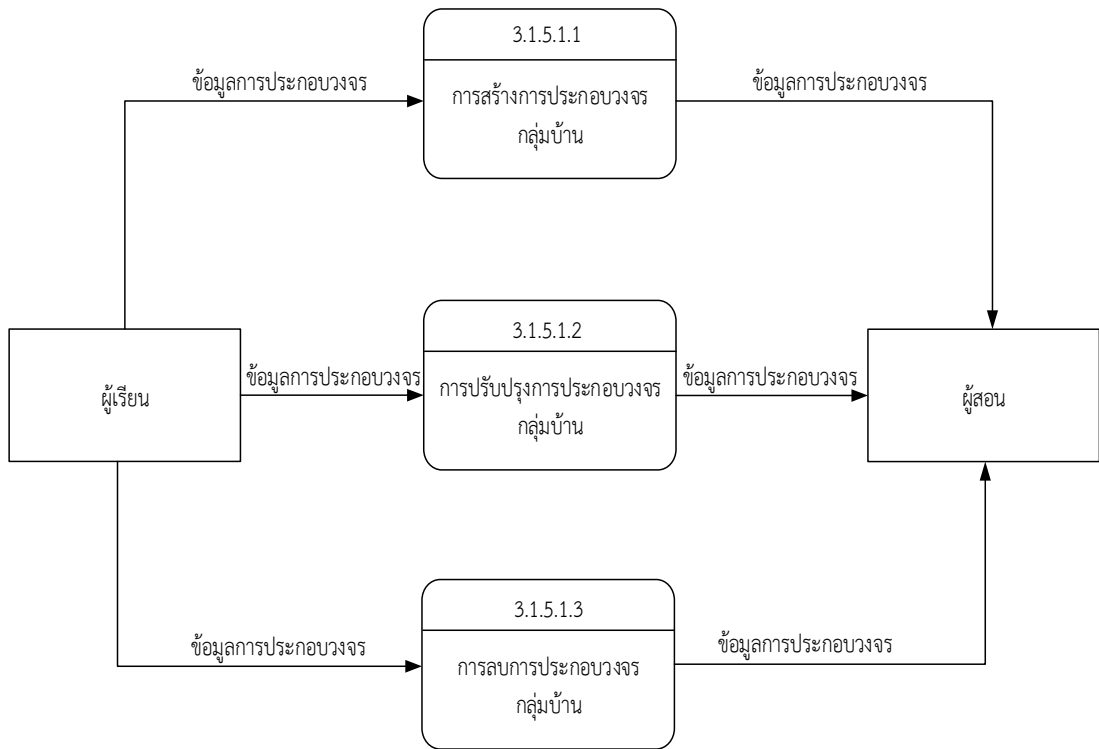 3.1.5.1.1
ข้อมูลการประกอบวงจร
การสร้างการประกอบวงจร
กลุ่มบ้าน
ข้อมูลการประกอบวงจร
ผู้เรียน
ข้อมูลการประกอบวงจร
3.1.5.1.2
การปรับปรุงการประกอบวงจร
กลุ่มบ้าน
ข้อมูลการประกอบวงจร
ผู้สอน
ข้อมูลการประกอบวงจร
3.1.5.1.3
การลบการประกอบวงจร
กลุ่มบ้าน
ข้อมูลการประกอบวงจร